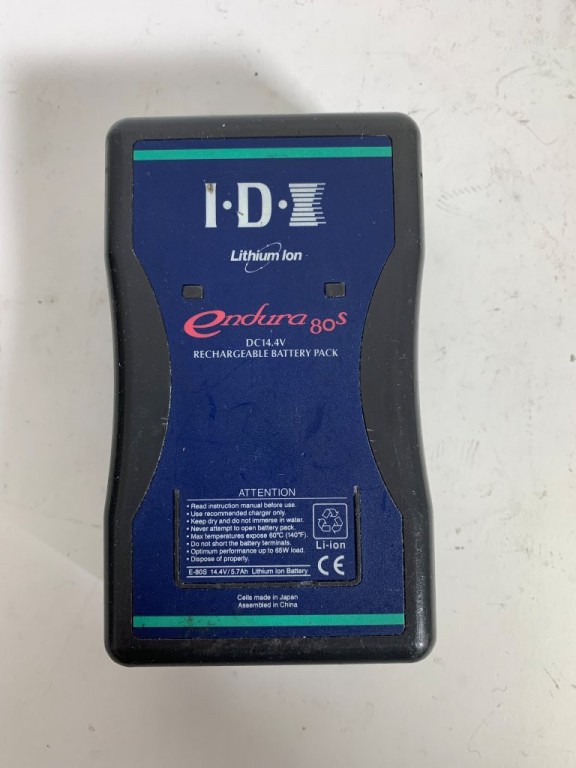 I·D·X
Lithium Ion
endura 80s
DC14.4V
RECHARGEABLE BATTERY PACK
ATTENTION
• Read instruction manual before use.
• Use recommended charger only.
• Keep dry and do not immerse in water.
• Never attempt to open battery pack.
• Max temperatures expose 60°C (140°F).
• Do not short the battery terminals.
• Optimum performance up to 65W load.
• Dispose of properly.
Li-ion
E-80S 14.4V/5.7Ah Lithium Ion Battery
CE
Cells made in Japan
Assembled in China